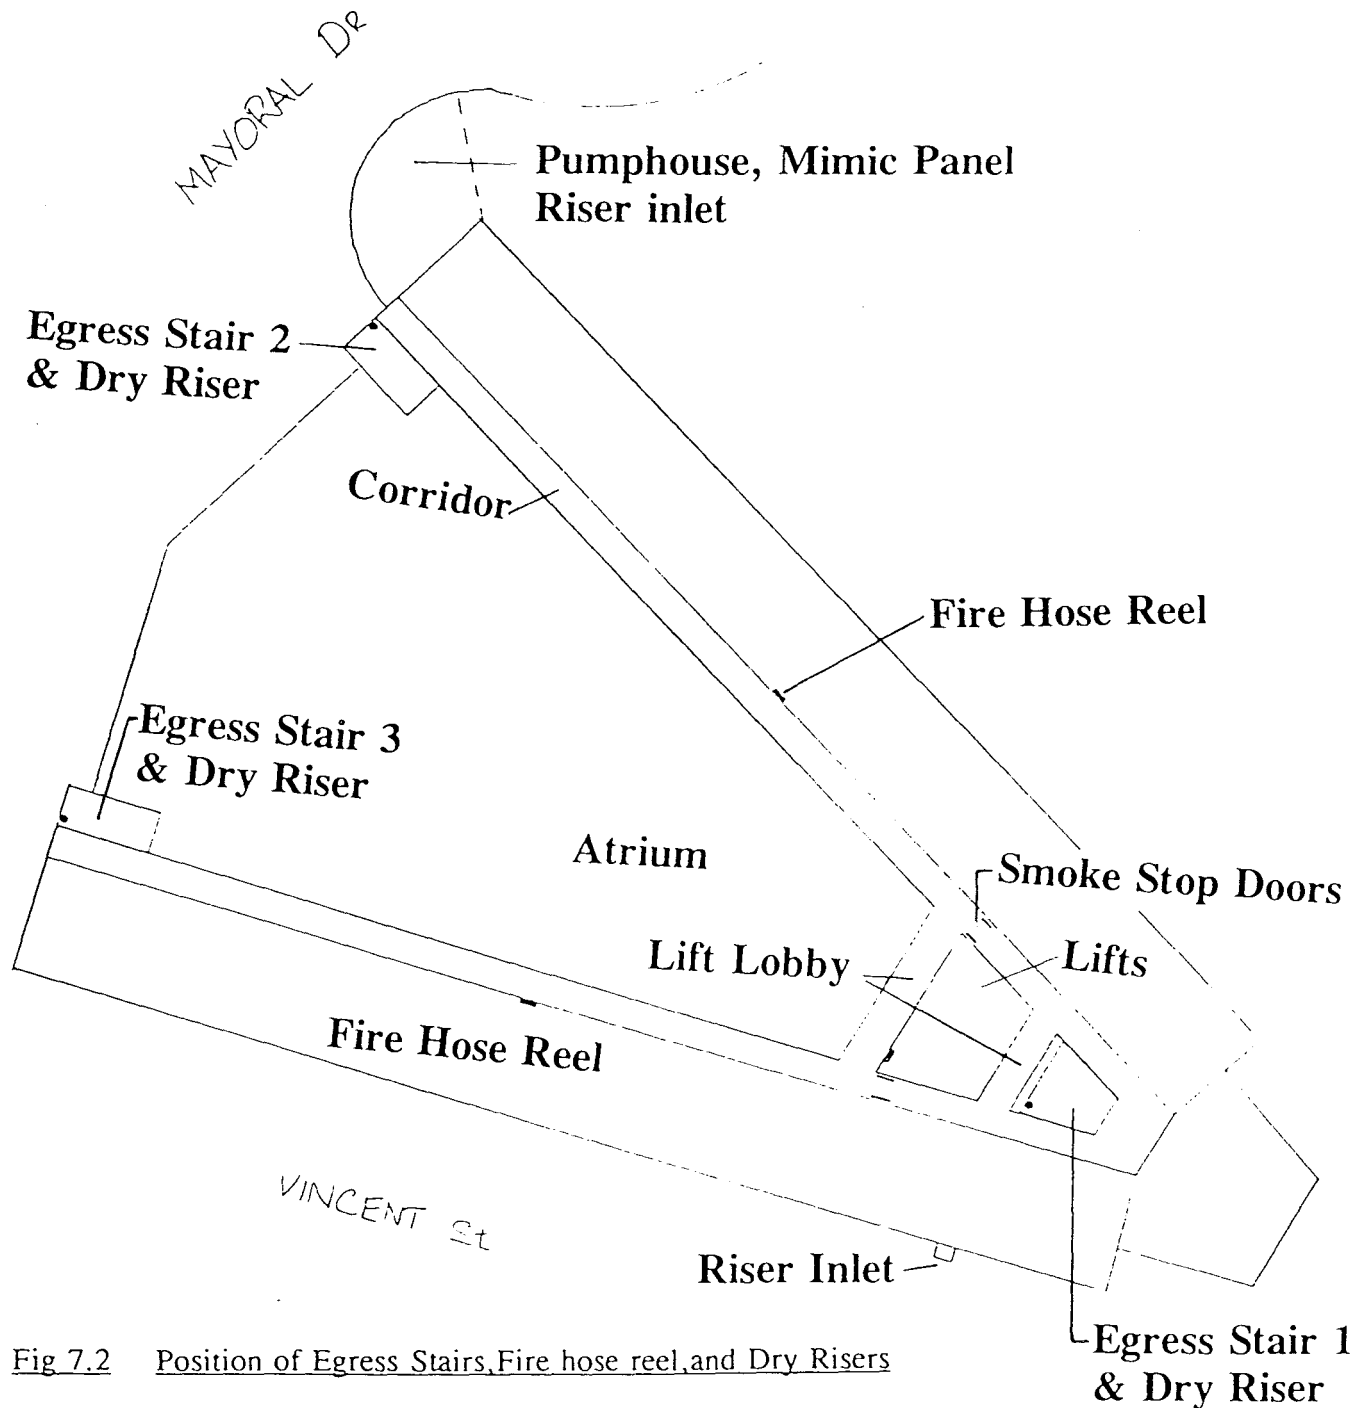 MAYORAL DR
Pumphouse, Mimic Panel
Riser inlet
Egress Stair 2
& Dry Riser
Corridor
Fire Hose Reel
Egress Stair 3
& Dry Riser
Atrium
Smoke Stop Doors
Lift Lobby
Lifts
Fire Hose Reel
VINCENT St
Riser Inlet
Egress Stair 1
& Dry Riser
Fig 7.2 Position of Egress Stairs,Fire hose reel,and Dry Risers